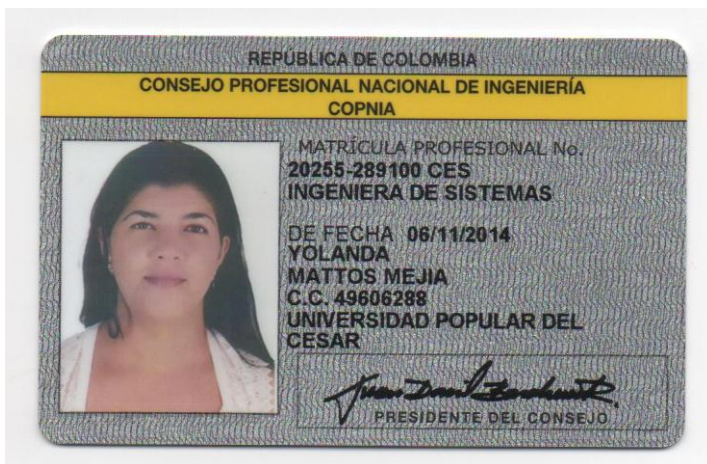 REPÚBLICA DE COLOMBIA
CONSEJO PROFESIONAL NACIONAL DE INGENIERÍA
COPNIA
MATRÍCULA PROFESIONAL No.
20255-289100 CES
INGENIERA DE SISTEMAS
DE FECHA 06/11/2014
YOLANDA
MATTOS MEJIA
C.C. 49606288
UNIVERSIDAD POPULAR DEL
CESAR
PRESIDENTE DEL CONSEJO